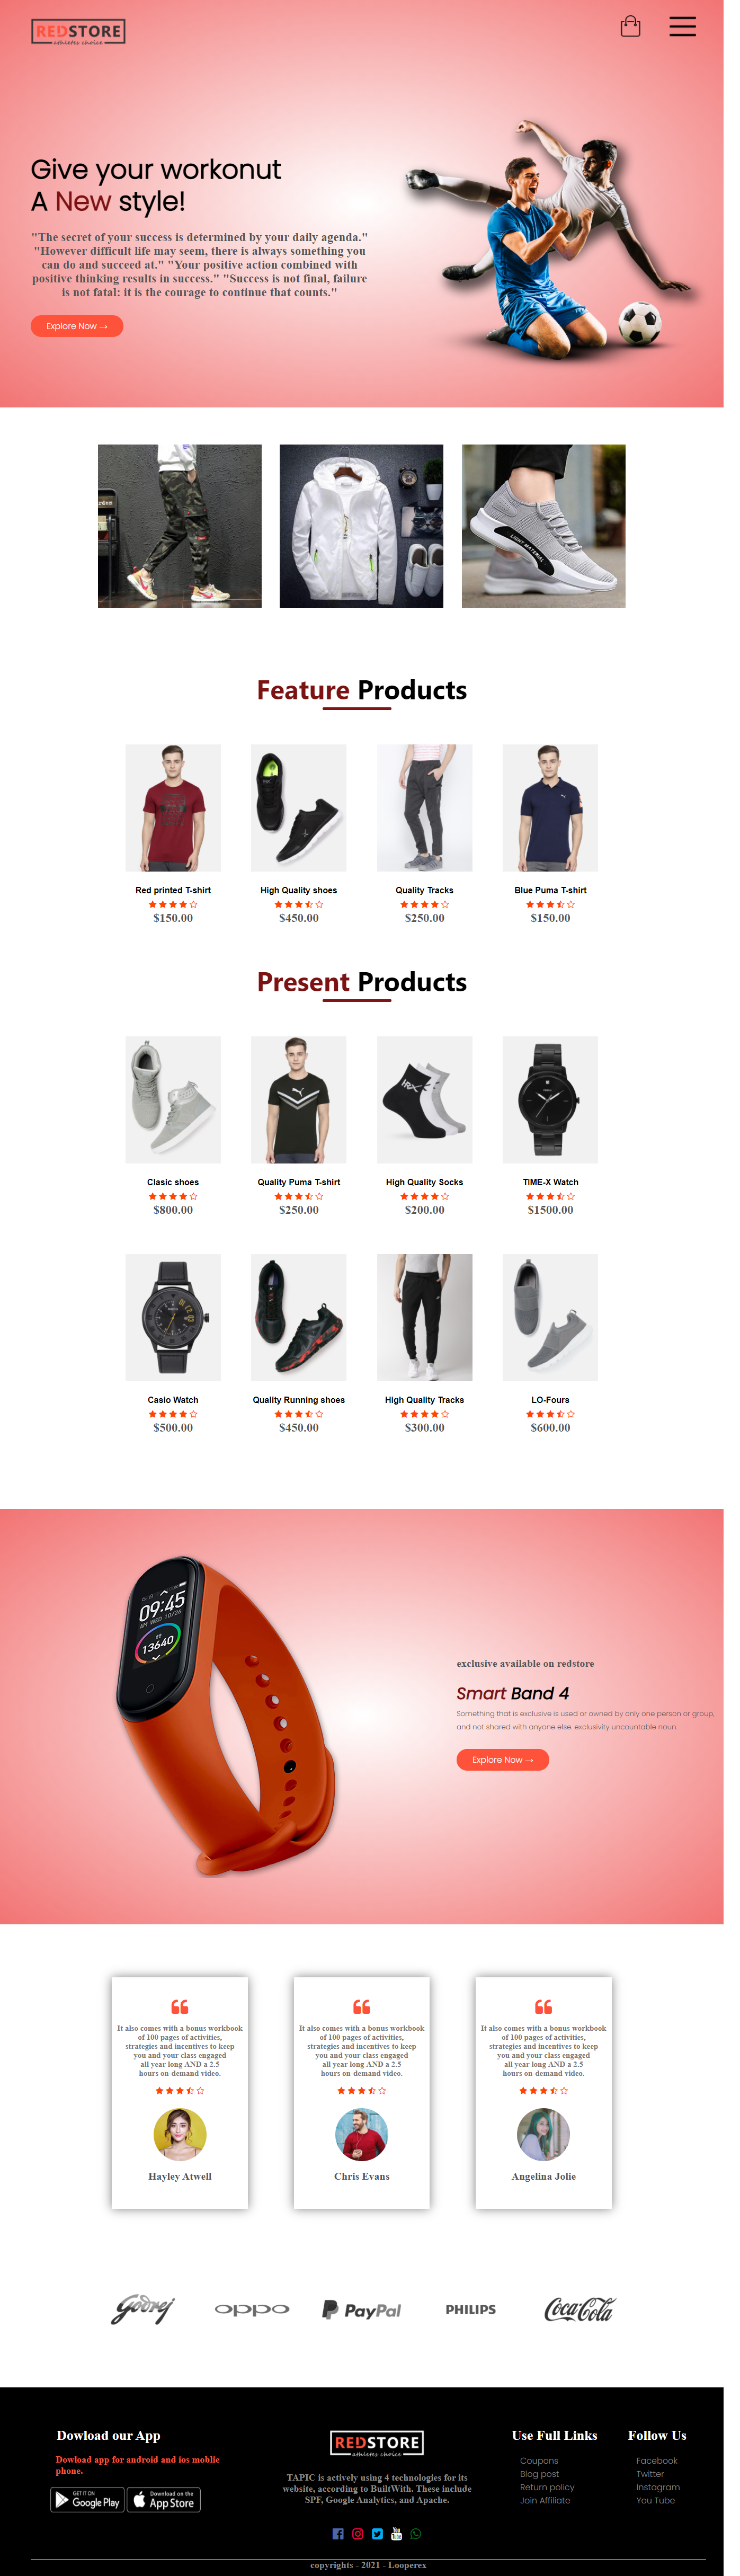 REDSTORE
athletes choice
Give your workonut
A New style!
"The secret of your success is determined by your daily agenda."
"However difficult life may seem, there is always something you
can do and succeed at." "Your positive action combined with
positive thinking results in success." "Success is not final, failure
is not fatal: it is the courage to continue that counts."
Explore Now →
LIGHT MATERIAL
Feature Products
Red printed T-shirt
High Quality shoes
Quality Tracks
Blue Puma T-shirt
$150.00
$450.00
$250.00
$150.00
Present Products
Clasic shoes
Quality Puma T-shirt
High Quality Socks
TIME-X Watch
$800.00
$250.00
$200.00
$1500.00
Casio Watch
Quality Running shoes
High Quality Tracks
LO-Fours
$500.00
$450.00
$300.00
$600.00
09:45
AM WED 10/26
13640
exclusive available on redstore
Smart Band 4
Something that is exclusive is used or owned by only one person or group,
and not shared with anyone else. exclusivity uncountable noun.
Explore Now →
It also comes with a bonus workbook
of 100 pages of activities,
strategies and incentives to keep
you and your class engaged
all year long AND a 2.5
hours on-demand video.
Hayley Atwell
It also comes with a bonus workbook
of 100 pages of activities,
strategies and incentives to keep
you and your class engaged
all year long AND a 2.5
hours on-demand video.
Chris Evans
It also comes with a bonus workbook
of 100 pages of activities,
strategies and incentives to keep
you and your class engaged
all year long AND a 2.5
hours on-demand video.
Angelina Jolie
Godrej
oppo
PayPal
PHILIPS
Coca-Cola
Dowload our App
Dowload app for android and ios moblie
phone.
GET IT ON
Google Play
Download on the
App Store
REDSTORE
athletes choice
TAPIC is actively using 4 technologies for its
website, according to BuiltWith. These include
SPF, Google Analytics, and Apache.
You
Tube
Use Full Links
Coupons
Blog post
Return policy
Join Affiliate
Follow Us
Facebook
Twitter
Instagram
You Tube
copyrights - 2021 - Looperex